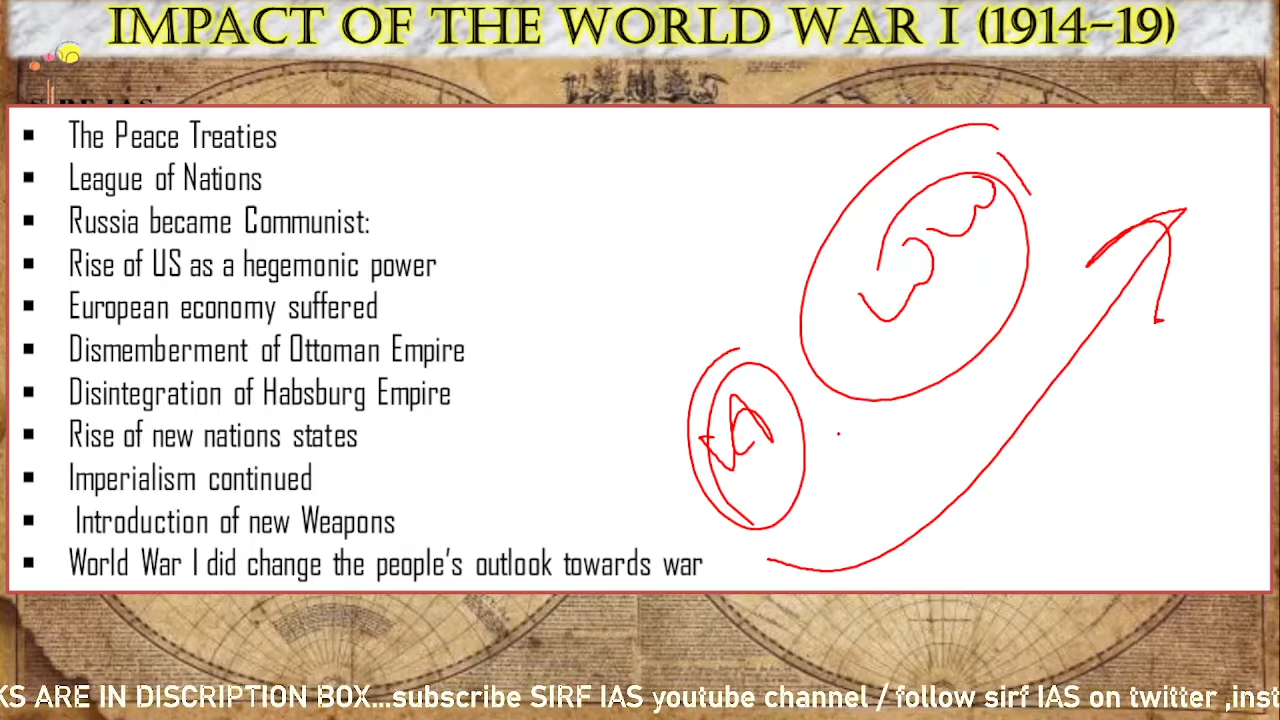 IMPACT OF THE WORLD WAR I (1914–19)
SIRF IAS
▪ The Peace Treaties
▪ League of Nations
▪ Russia became Communist:
▪ Rise of US as a hegemonic power
▪ European economy suffered
▪ Dismemberment of Ottoman Empire
▪ Disintegration of Habsburg Empire
▪ Rise of new nations states
▪ Imperialism continued
▪ Introduction of new Weapons
▪ World War I did change the people's outlook towards war
KS ARE IN DISCRIPTION BOX...subscribe SIRF IAS youtube channel / follow sirf IAS on twitter ,inst